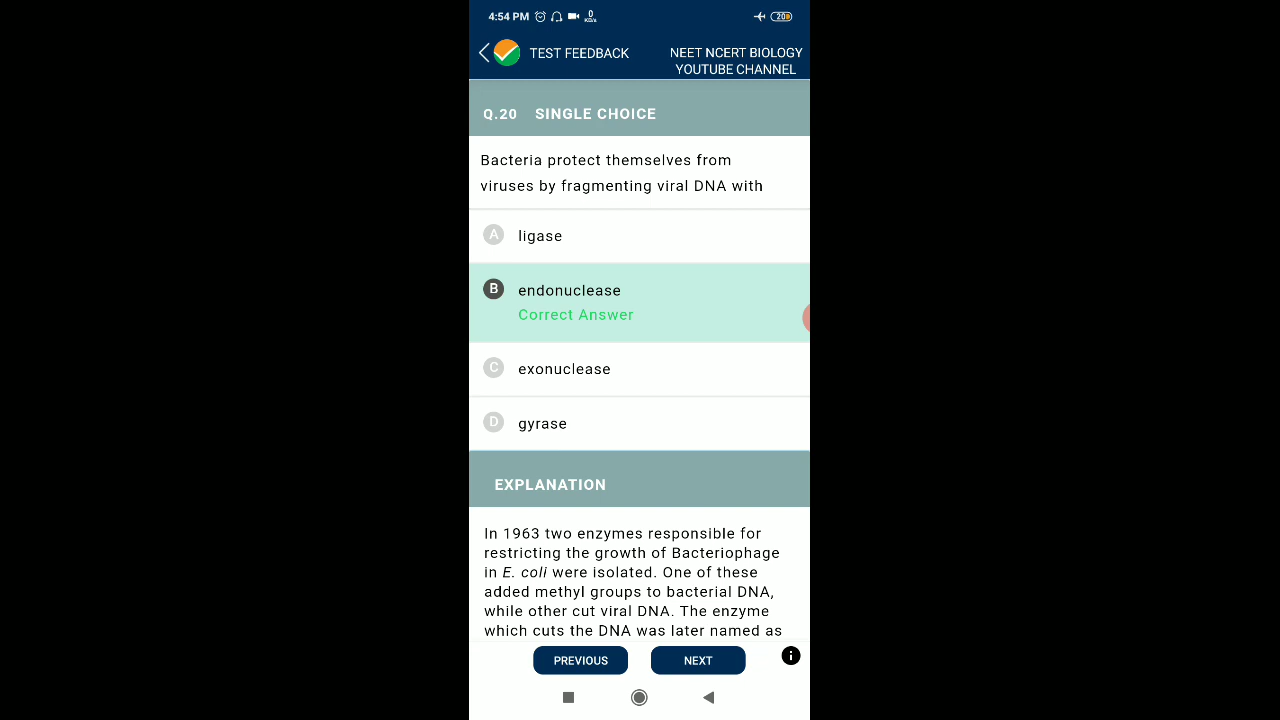 4:54 PM 0 KB/s 20
TEST FEEDBACK
NEET NCERT BIOLOGY
YOUTUBE CHANNEL
Q.20 SINGLE CHOICE
Bacteria protect themselves from
viruses by fragmenting viral DNA with
A ligase
B endonuclease
Correct Answer
C exonuclease
D gyrase
EXPLANATION
In 1963 two enzymes responsible for
restricting the growth of Bacteriophage
in E. coli were isolated. One of these
added methyl groups to bacterial DNA,
while other cut viral DNA. The enzyme
which cuts the DNA was later named as
PREVIOUS NEXT